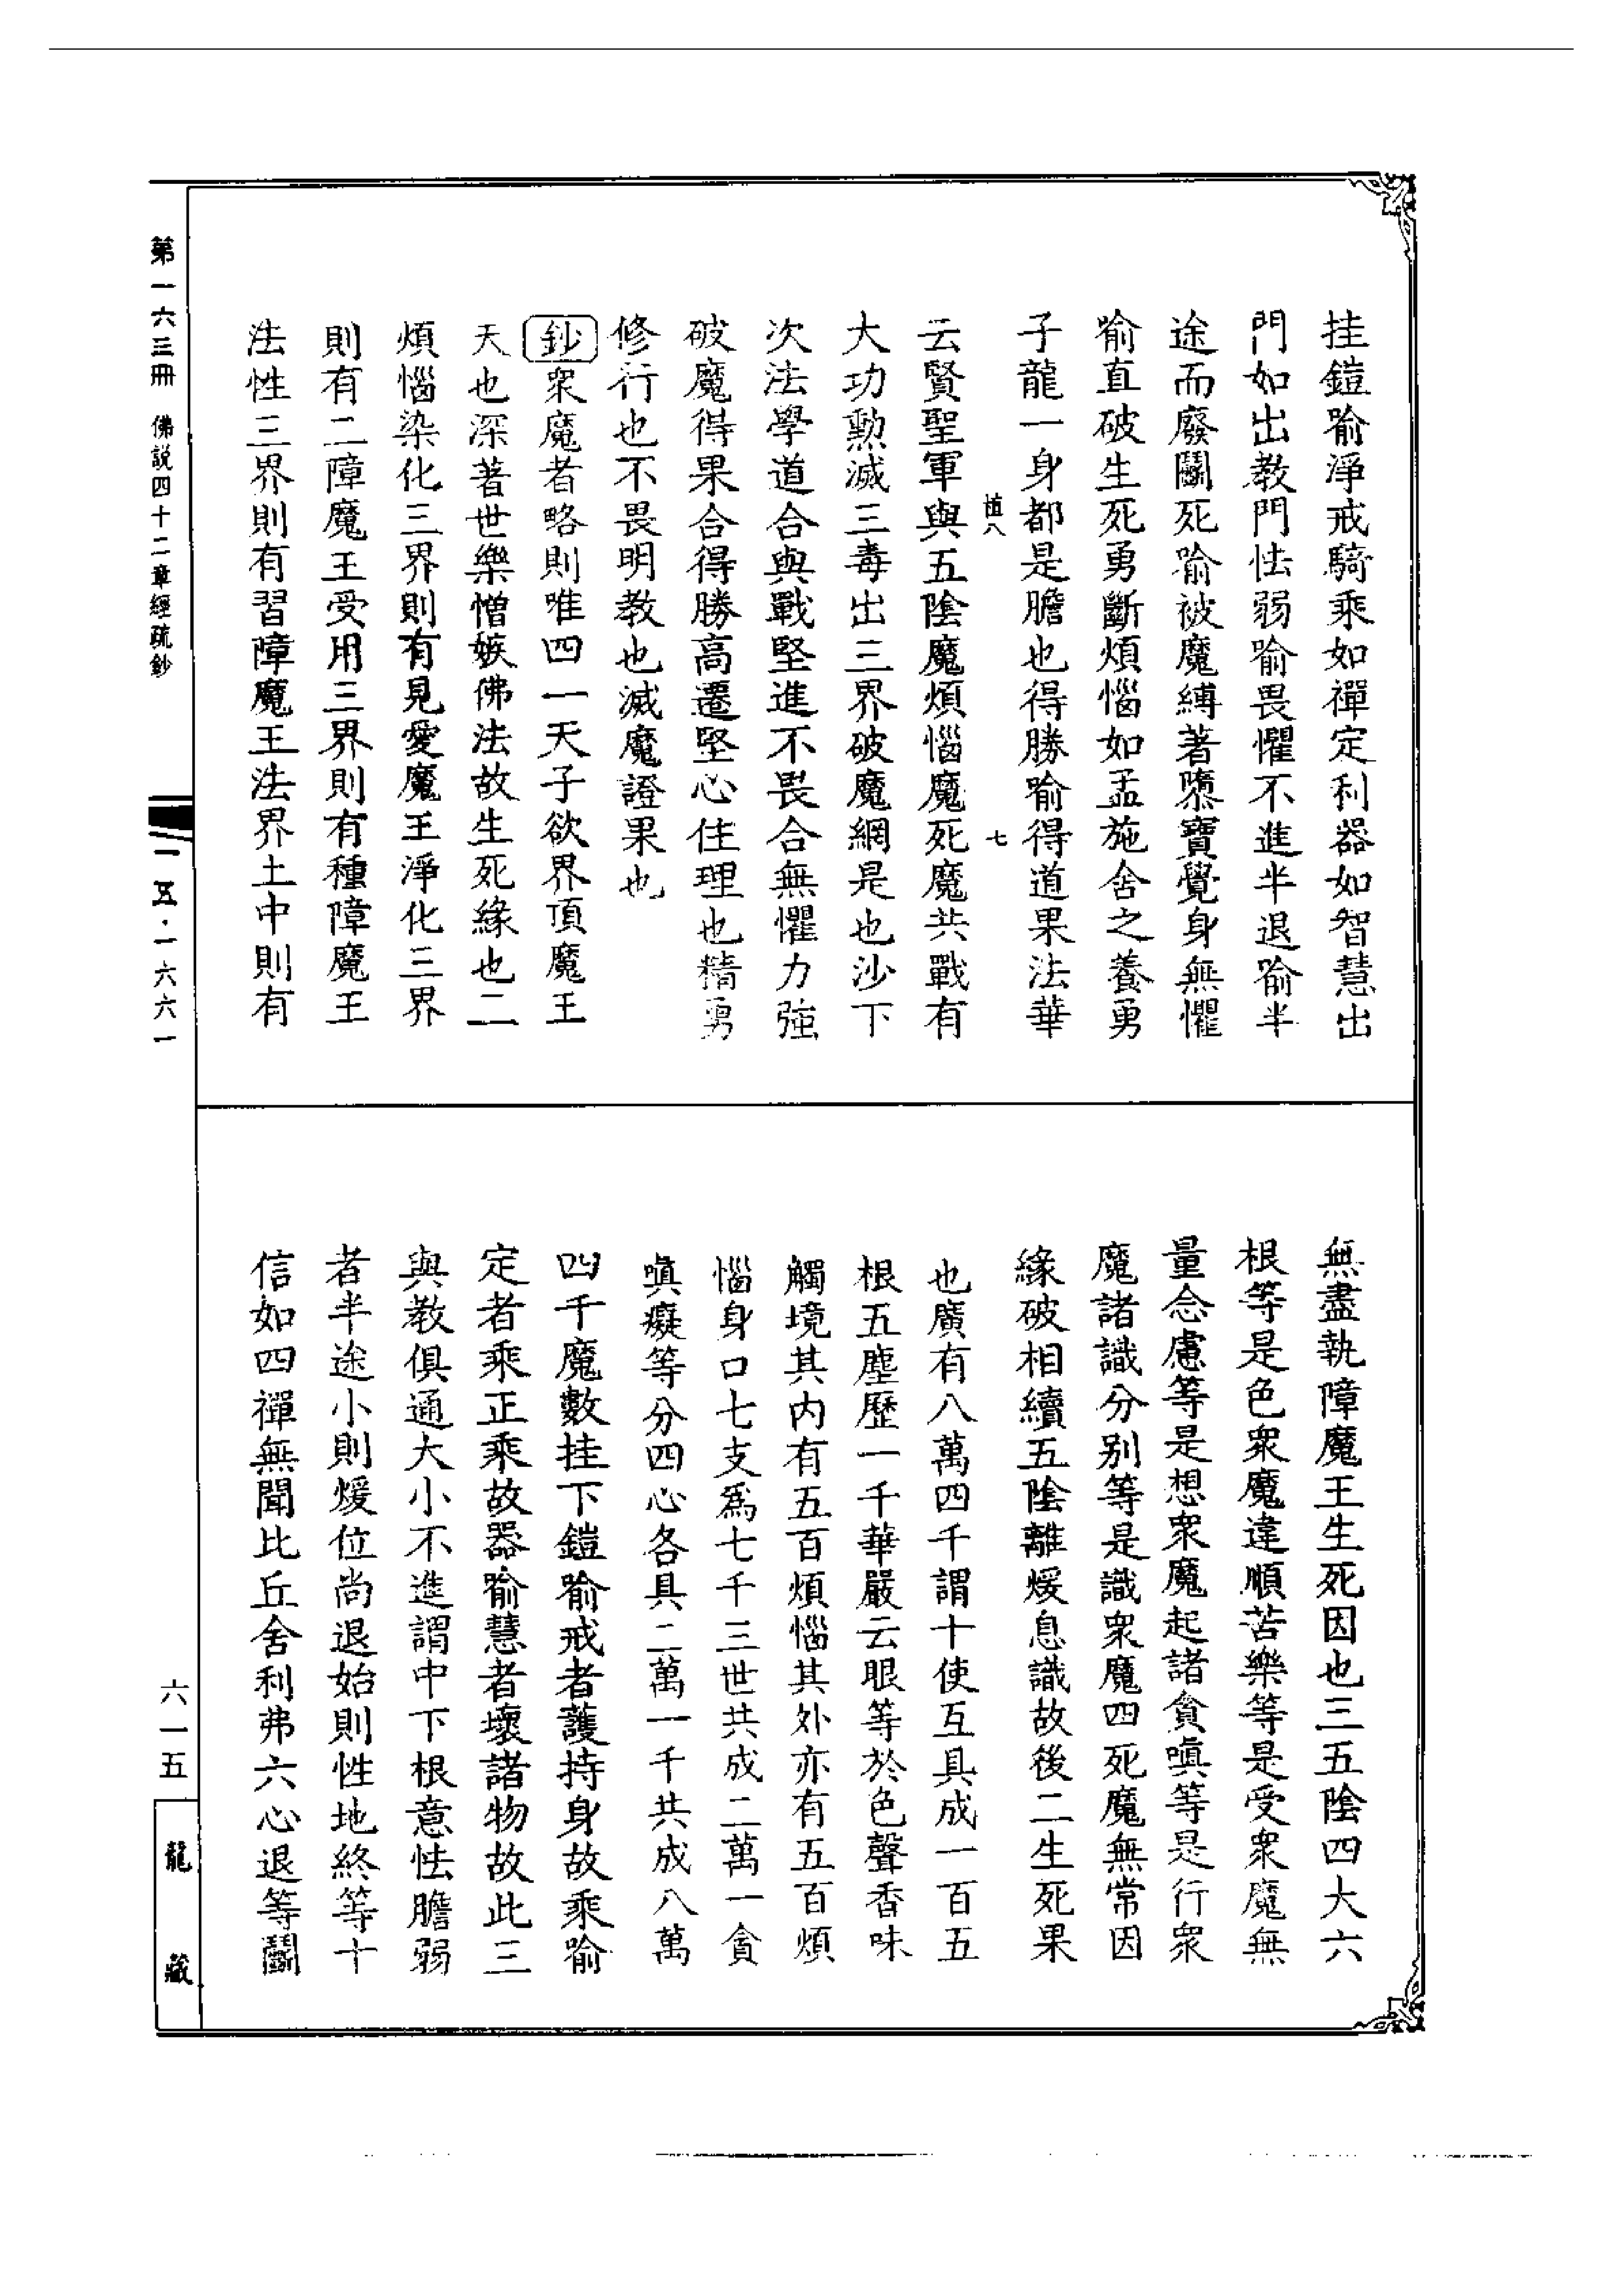 挂鎧喻淨戒騎乘如禪定利器如智慧出
門如出教門怯弱喻畏懼不進半退喻半
途而廢鬭死喻被魔縛著隳寶覺身無懼
喻直破生死勇斷煩惱如孟施舍之養勇
子龍一身都是膽也得勝喻得道果法華
植八 七
云賢聖軍與五陰魔煩惱魔死魔共戰有
大功勲滅三毒出三界破魔網是也沙下
次法學道合與戰堅進不畏合無懼力強
破魔得果合得勝高遷堅心住理也精勇
修行也不畏明教也滅魔證果也
鈔衆魔者略則唯四一天子欲界頂魔王
天也深著世樂憎嫉佛法故生死緣也二
煩惱染化三界則有見愛魔王淨化三界
則有二障魔王受用三界則有種障魔王
法性三界則有習障魔王法界土中則有
無盡執障魔王生死因也三五陰四大六
根等是色衆魔違順苦樂等是受衆魔無
量念慮等是想衆魔起諸貪嗔等是行衆
魔諸識分别等是識衆魔四死魔無常因
緣破相續五陰離煖息識故後二生死果
也廣有八萬四千謂十使互具成一百五
根五塵歷一千華嚴云眼等於色聲香味
觸境其内有五百煩惱其外亦有五百煩
惱身口七支爲七千三世共成二萬一貪
嗔癡等分四心各具二萬一千共成八萬
四千魔數挂下鎧喻戒者護持身故乘喻
定者乘正乘故器喻慧者壞諸物故此三
與教俱通大小不進謂中下根意怯膽弱
者半途小則煖位尚退始則性地終等十
信如四禪無聞比丘舍利弗六心退等鬭
第一六三冊 佛説四十二章經疏鈔
一五·一六六一
六一五
龍藏